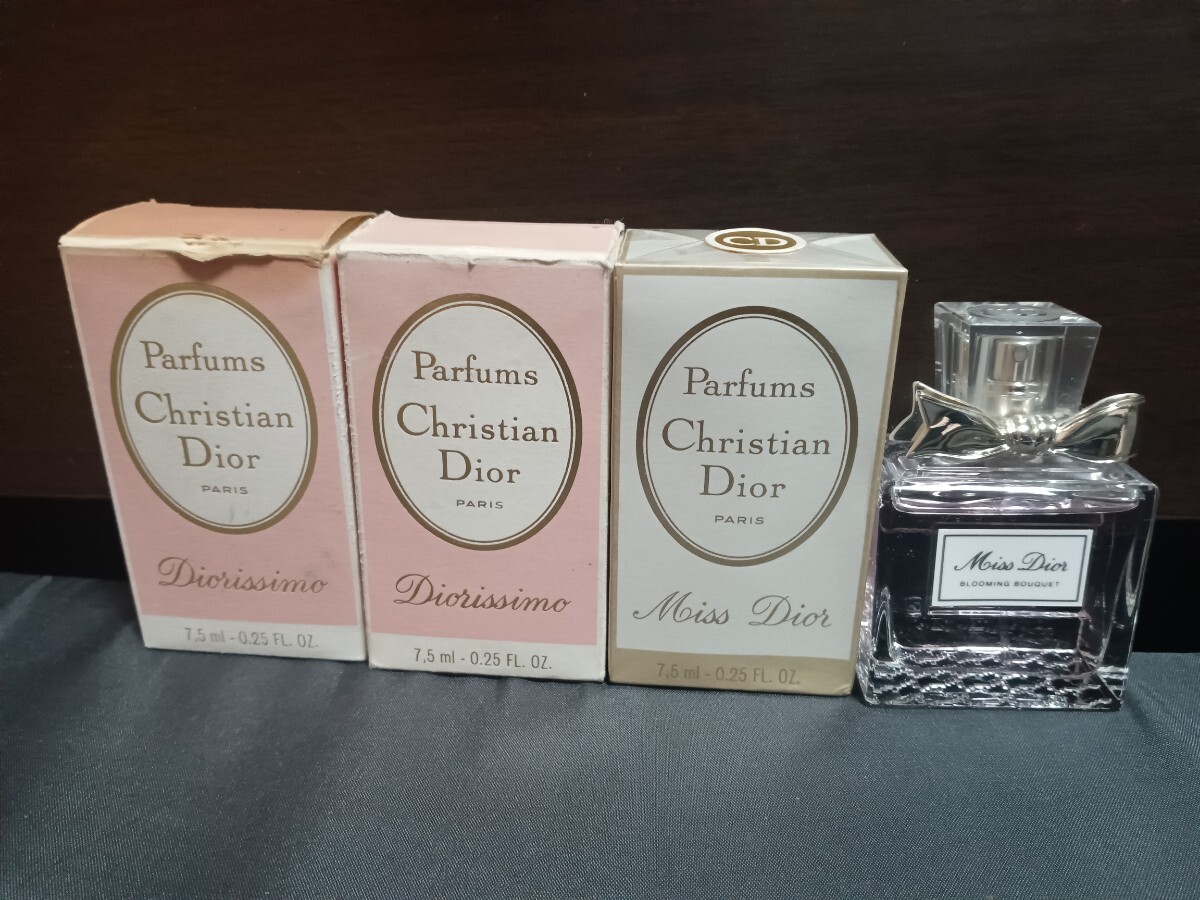 Parfums
Christian
Dior
PARIS
Diorissimo
7,5 ml - 0.25 FL. OZ.
Parfums
Christian
Dior
PARIS
Diorissimo
7,5 ml - 0.25 FL. OZ.
CD
Parfums
Christian
Dior
PARIS
Miss Dior
7,5 ml - 0.25 FL. OZ.
Miss Dior
BLOOMING BOUQUET